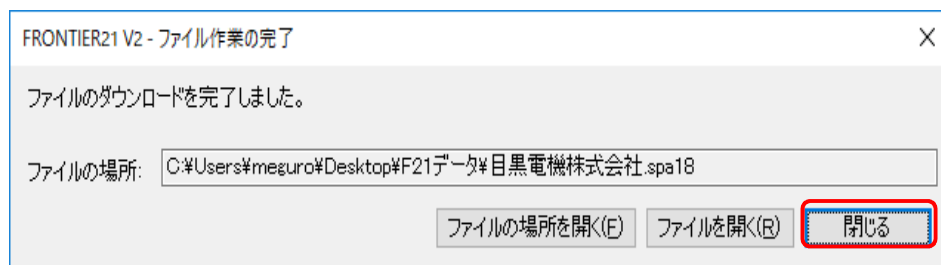 FRONTIER21 V2 - ファイル作業の完了
ファイルのダウンロードを完了しました。
ファイルの場所: C:¥Users¥meguro¥Desktop¥F21データ¥目黒電機株式会社.spa18
ファイルの場所を開く(F) ファイルを開く(R) 閉じる